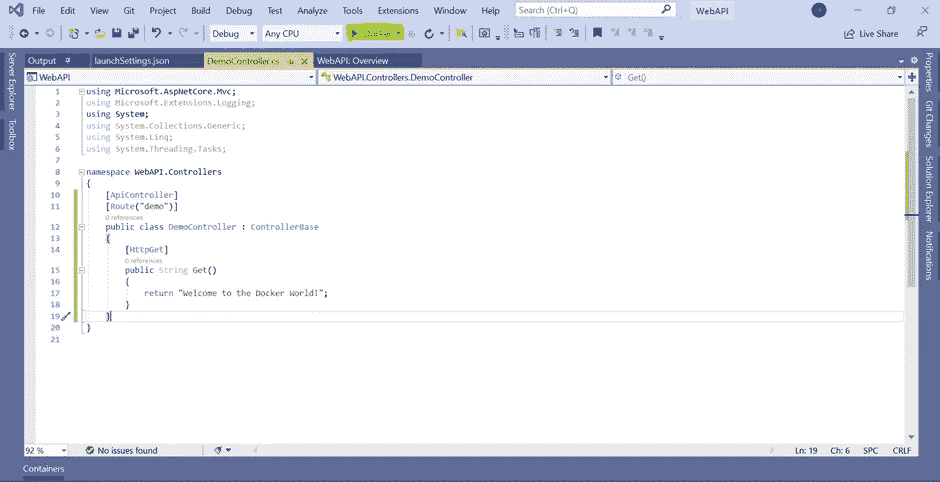 File Edit View Git Project Build Debug Test Analyze Tools Extensions Window Help Search (Ctrl+Q) WebAPI
Debug Any CPU Docker Live Share
Output launchSettings.json DemoController.cs WebAPI: Overview
WebAPI WebAPI.Controllers.DemoController Get()
1 using Microsoft.AspNetCore.Mvc;
2 using Microsoft.Extensions.Logging;
3 using System;
4 using System.Collections.Generic;
5 using System.Linq;
6 using System.Threading.Tasks;
7
8 namespace WebAPI.Controllers
9 {
10 [ApiController]
11 [Route("demo")]
0 references
12 public class DemoController : ControllerBase
13 {
14 [HttpGet]
0 references
15 public String Get()
16 {
17 return "Welcome to the Docker World!";
18 }
19 }
20 }
21
92 % No issues found Ln: 19 Ch: 6 SPC CRLF
Containers
Server Explorer
Toolbox
Properties
Git Changes
Solution Explorer
Notifications